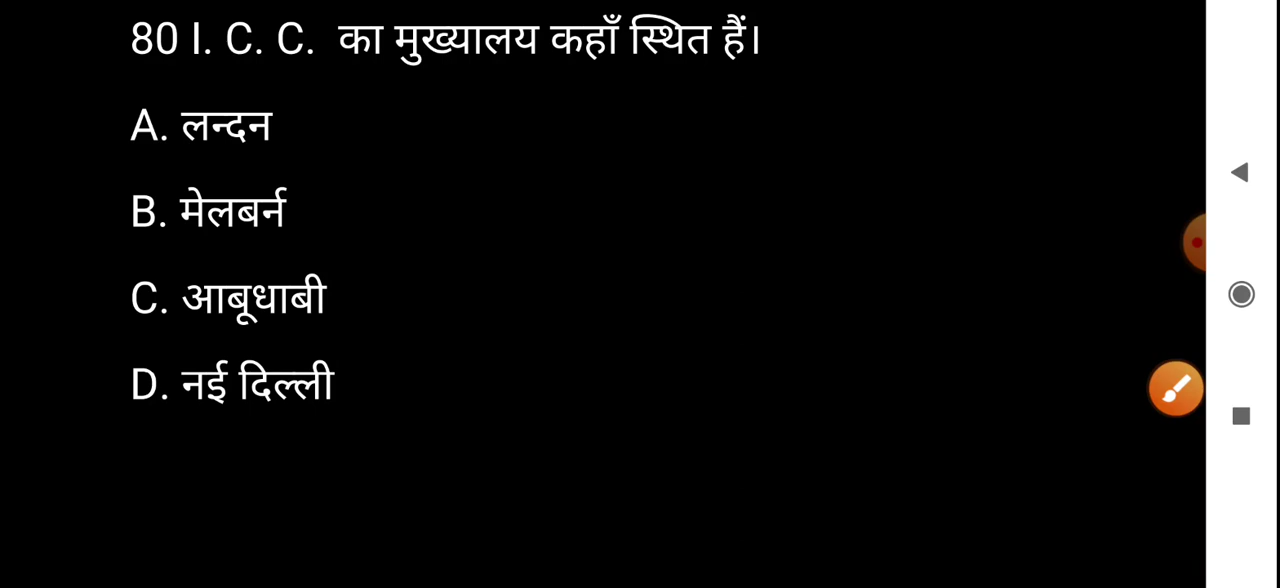 80 I. C. C. का मुख्यालय कहाँ स्थित हैं।
A. लन्दन
B. मेलबर्न
C. आबूधाबी
D. नई दिल्ली